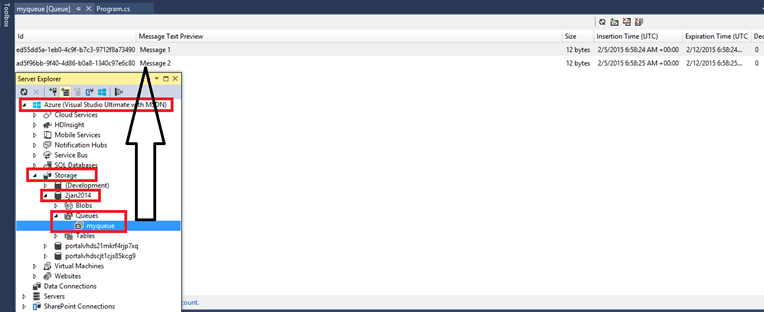 Toolbox
myqueue [Queue] Program.cs
Id Message Text Preview Size Insertion Time (UTC) Expiration Time (UTC) Dec
ed55dd5a-1eb0-4c9f-b7c3-9712f8a73490 Message 1 12 bytes 2/5/2015 6:58:24 AM +00:00 2/12/2015 6:58:24...
ad5f96bb-9f40-4d86-b0a8-1340c97e6c80 Message 2 12 bytes 2/5/2015 6:58:25 AM +00:00 2/12/2015 6:58:25...
Server Explorer
Azure (Visual Studio Ultimate with MSDN)
Cloud Services
HDInsight
Mobile Services
Notification Hubs
Service Bus
SQL Databases
Storage
(Development)
2jan2014
Blobs
Queues
myqueue
Tables
portalvhds21mkrf4rjp7xq
portalvhdscjt1cjs85kcg9
Virtual Machines
Websites
Data Connections
Servers
count.
SharePoint Connections